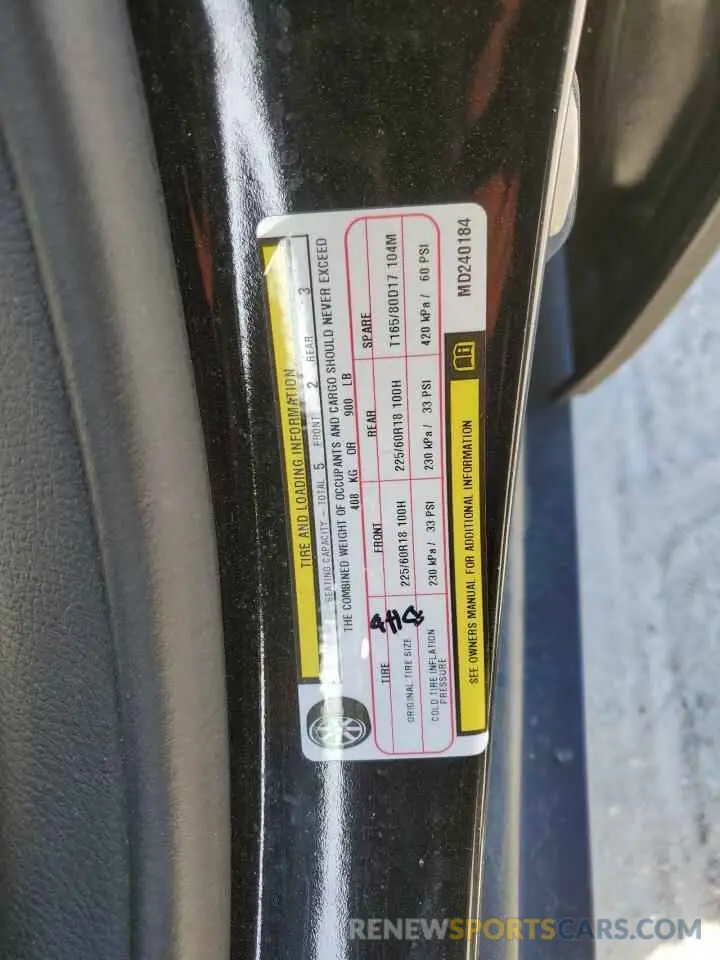 TIRE AND LOADING INFORMATION
SEATING CAPACITY - TOTAL 5 FRONT 2 REAR 3
THE COMBINED WEIGHT OF OCCUPANTS AND CARGO SHOULD NEVER EXCEED
408 KG OR 900 LB
TIRE FRONT REAR SPARE
ORIGINAL TIRE SIZE 225/60R18 100H 225/60R18 100H T165/80D17 104M
COLD TIRE INFLATION PRESSURE 230 kPa / 33 PSI 230 kPa / 33 PSI 420 kPa / 60 PSI
SEE OWNERS MANUAL FOR ADDITIONAL INFORMATION
MD240184
RENEWSPORTSCARS.COM